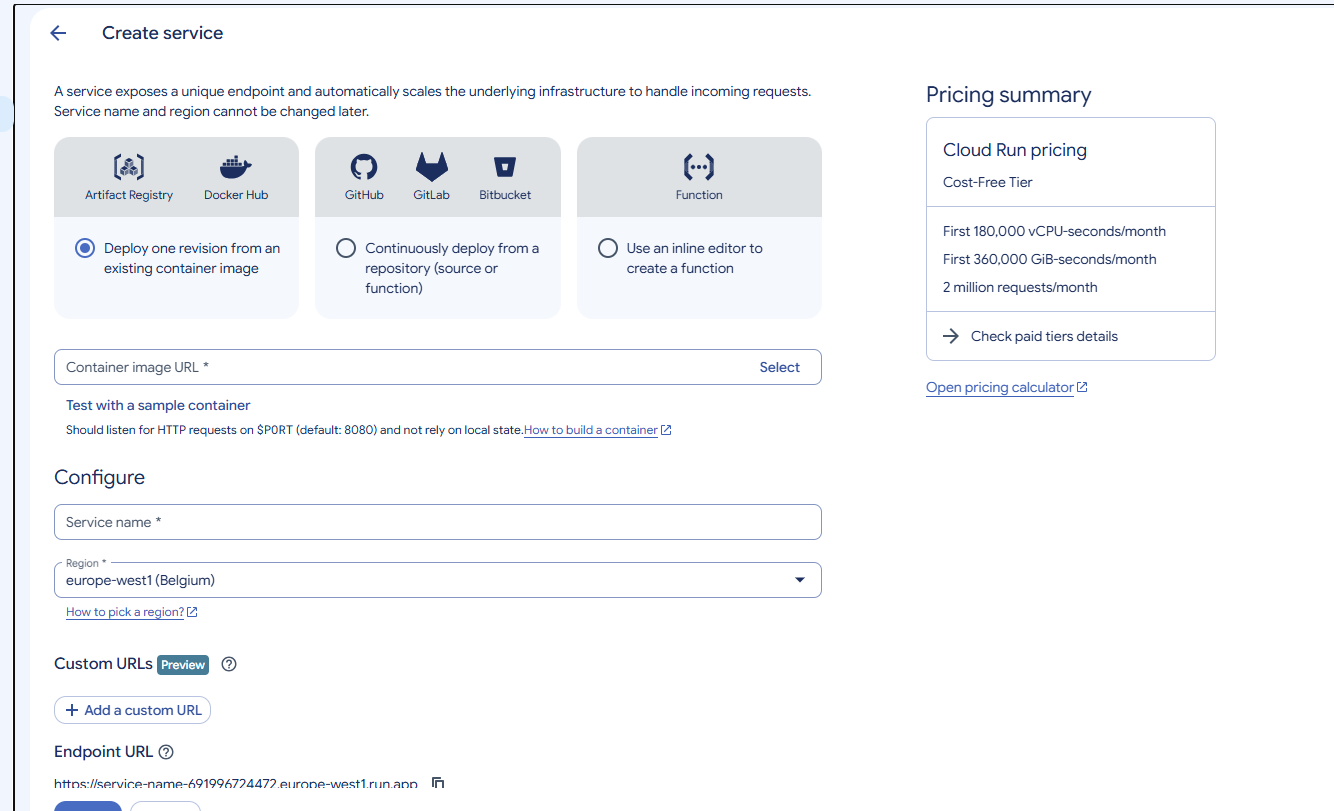 Create service
A service exposes a unique endpoint and automatically scales the underlying infrastructure to handle incoming requests.
Service name and region cannot be changed later.
Artifact Registry
Docker Hub
Deploy one revision from an
existing container image
GitHub
GitLab
Bitbucket
Continuously deploy from a
repository (source or
function)
Function
Use an inline editor to
create a function
Container image URL *
Select
Test with a sample container
Should listen for HTTP requests on $PORT (default: 8080) and not rely on local state. How to build a container
Configure
Service name *
Region *
europe-west1 (Belgium)
How to pick a region?
Custom URLs Preview
Add a custom URL
Endpoint URL
https://service-name-691996724472.europe-west1.run.app
Pricing summary
Cloud Run pricing
Cost-Free Tier
First 180,000 vCPU-seconds/month
First 360,000 GiB-seconds/month
2 million requests/month
Check paid tiers details
Open pricing calculator